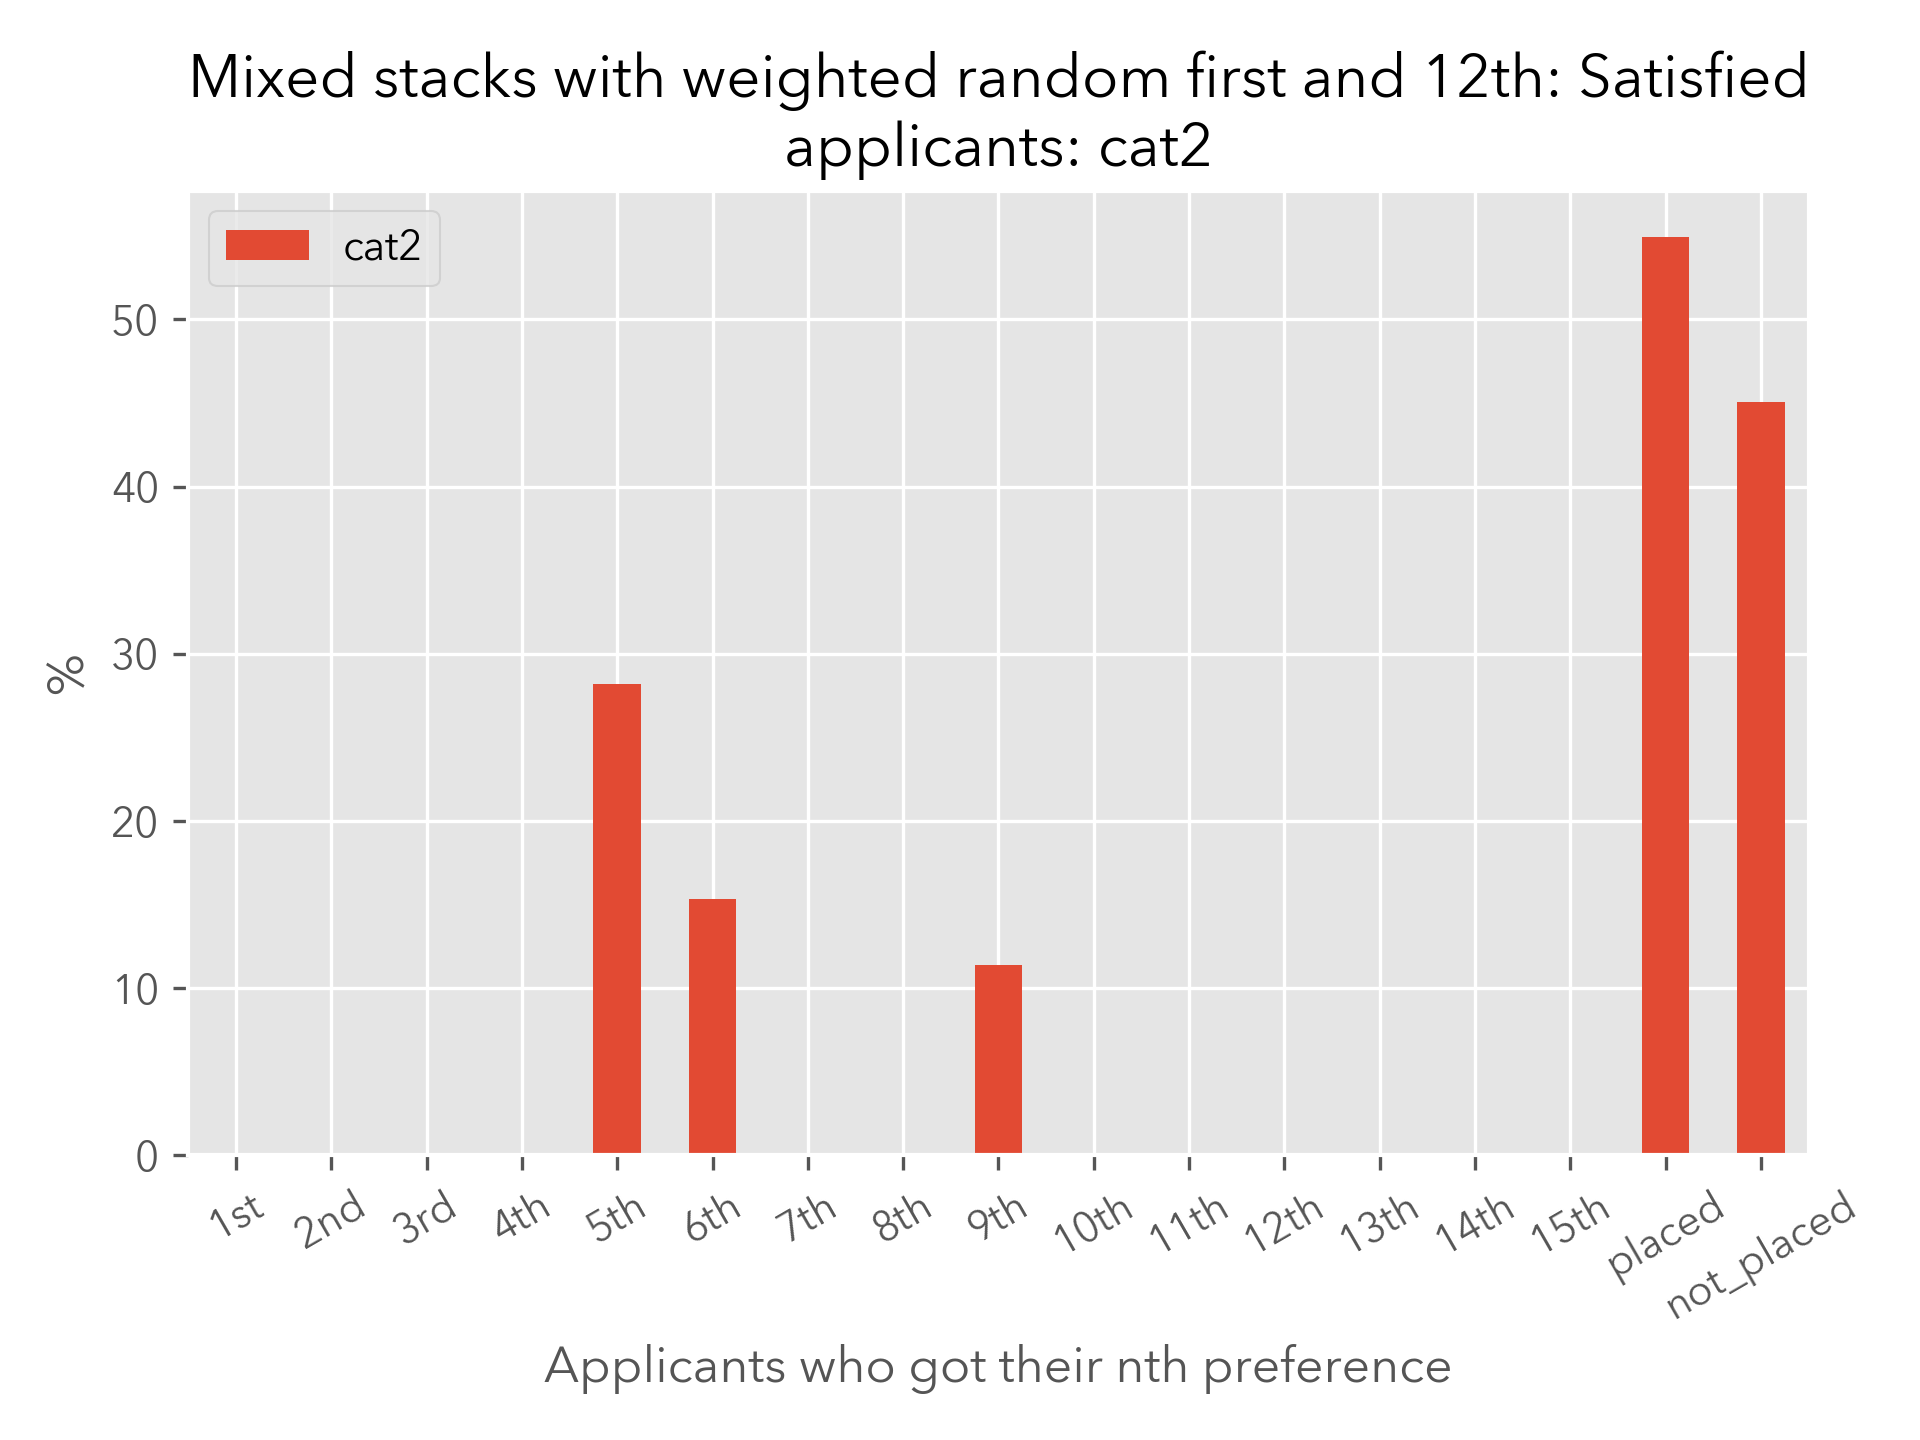 Mixed stacks with weighted random first and 12th: Satisfied
applicants: cat2
cat2
50
40
30
20
10
0
%
1st
2nd
3rd
4th
5th
6th
7th
8th
9th
10th
11th
12th
13th
14th
15th
placed
not_placed
Applicants who got their nth preference